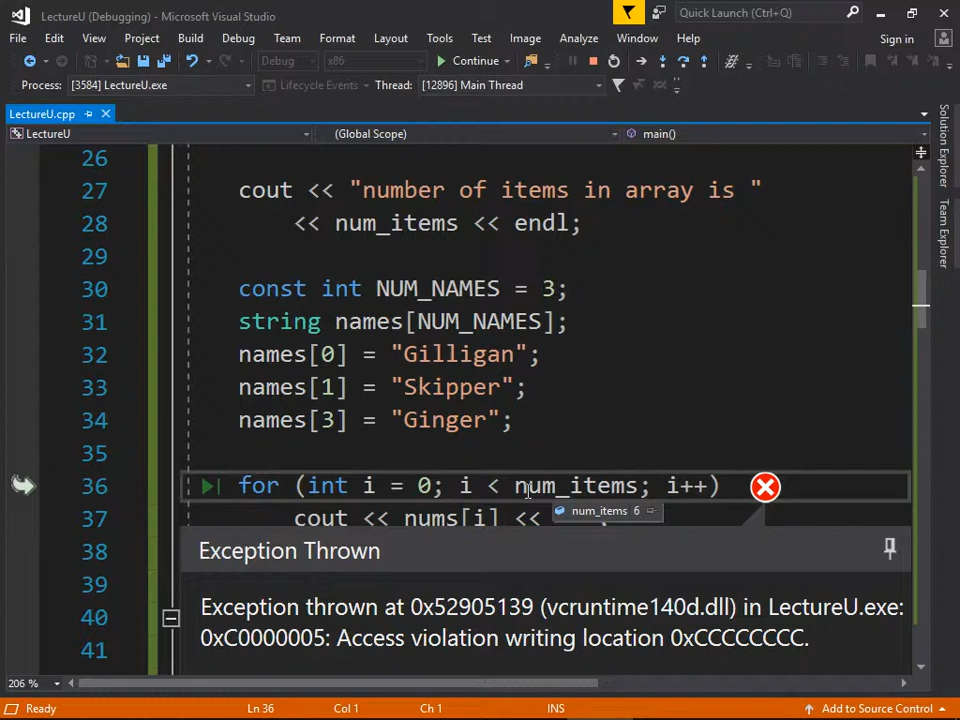 LectureU (Debugging) - Microsoft Visual Studio
Quick Launch (Ctrl+Q)
File Edit View Project Build Debug Team Format Layout Tools Test Image Analyze Window Help Sign in
Debug x86 Continue
Process: [3584] LectureU.exe Lifecycle Events Thread: [12896] Main Thread
LectureU.cpp
LectureU (Global Scope) main()
Solution Explorer
Team Explorer
26
27 cout << "number of items in array is "
28 << num_items << endl;
29
30 const int NUM_NAMES = 3;
31 string names[NUM_NAMES];
32 names[0] = "Gilligan";
33 names[1] = "Skipper";
34 names[3] = "Ginger";
35
36 for (int i = 0; i < num_items; i++)
37 cout << nums[i] <<
num_items 6
38
39
40
41
Exception Thrown
Exception thrown at 0x52905139 (vcruntime140d.dll) in LectureU.exe:
0xC0000005: Access violation writing location 0xCCCCCCCC.
206 %
Ready Ln 36 Col 1 Ch 1 INS Add to Source Control